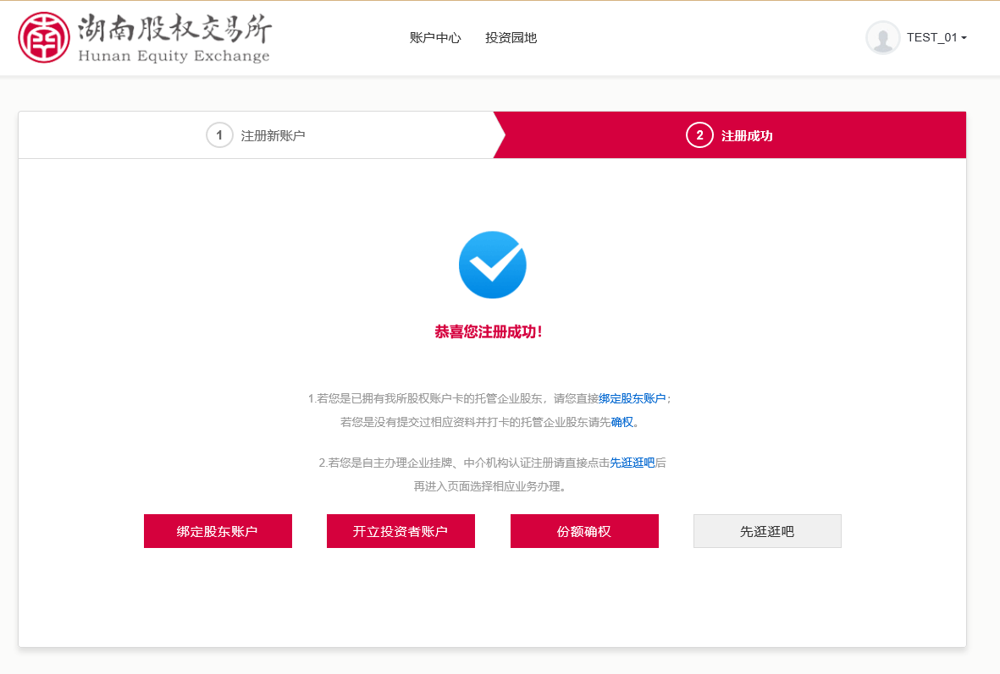 湖南股权交易所
Hunan Equity Exchange
账户中心 投资园地
TEST_01
1 注册新账户
2 注册成功
恭喜您注册成功！
1.若您是已拥有我所股权账户卡的托管企业股东，请您直接绑定股东账户；
若您是没有提交过相应资料并打卡的托管企业股东请先确权。
2.若您是自主办理企业挂牌、中介机构认证注册请直接点击先逛逛吧后
再进入页面选择相应业务办理。
绑定股东账户 开立投资者账户 份额确权 先逛逛吧